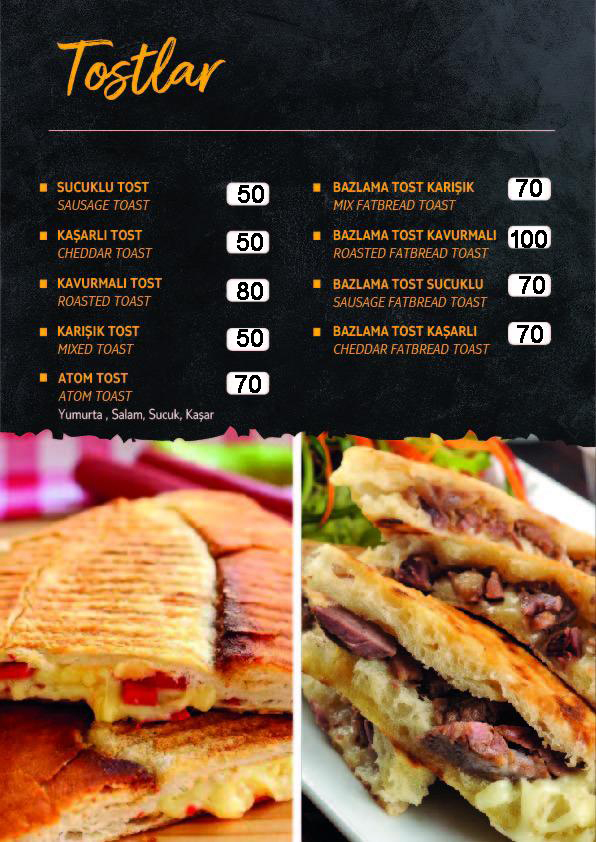 Tostlar
SUCUKLU TOST 50
SAUSAGE TOAST
KAŞARLI TOST 50
CHEDDAR TOAST
KAVURMALI TOST 80
ROASTED TOAST
KARIŞIK TOST 50
MIXED TOAST
ATOM TOST 70
ATOM TOAST
Yumurta , Salam, Sucuk, Kaşar
BAZLAMA TOST KARIŞIK 70
MIX FATBREAD TOAST
BAZLAMA TOST KAVURMALI 100
ROASTED FATBREAD TOAST
BAZLAMA TOST SUCUKLU 70
SAUSAGE FATBREAD TOAST
BAZLAMA TOST KAŞARLI 70
CHEDDAR FATBREAD TOAST